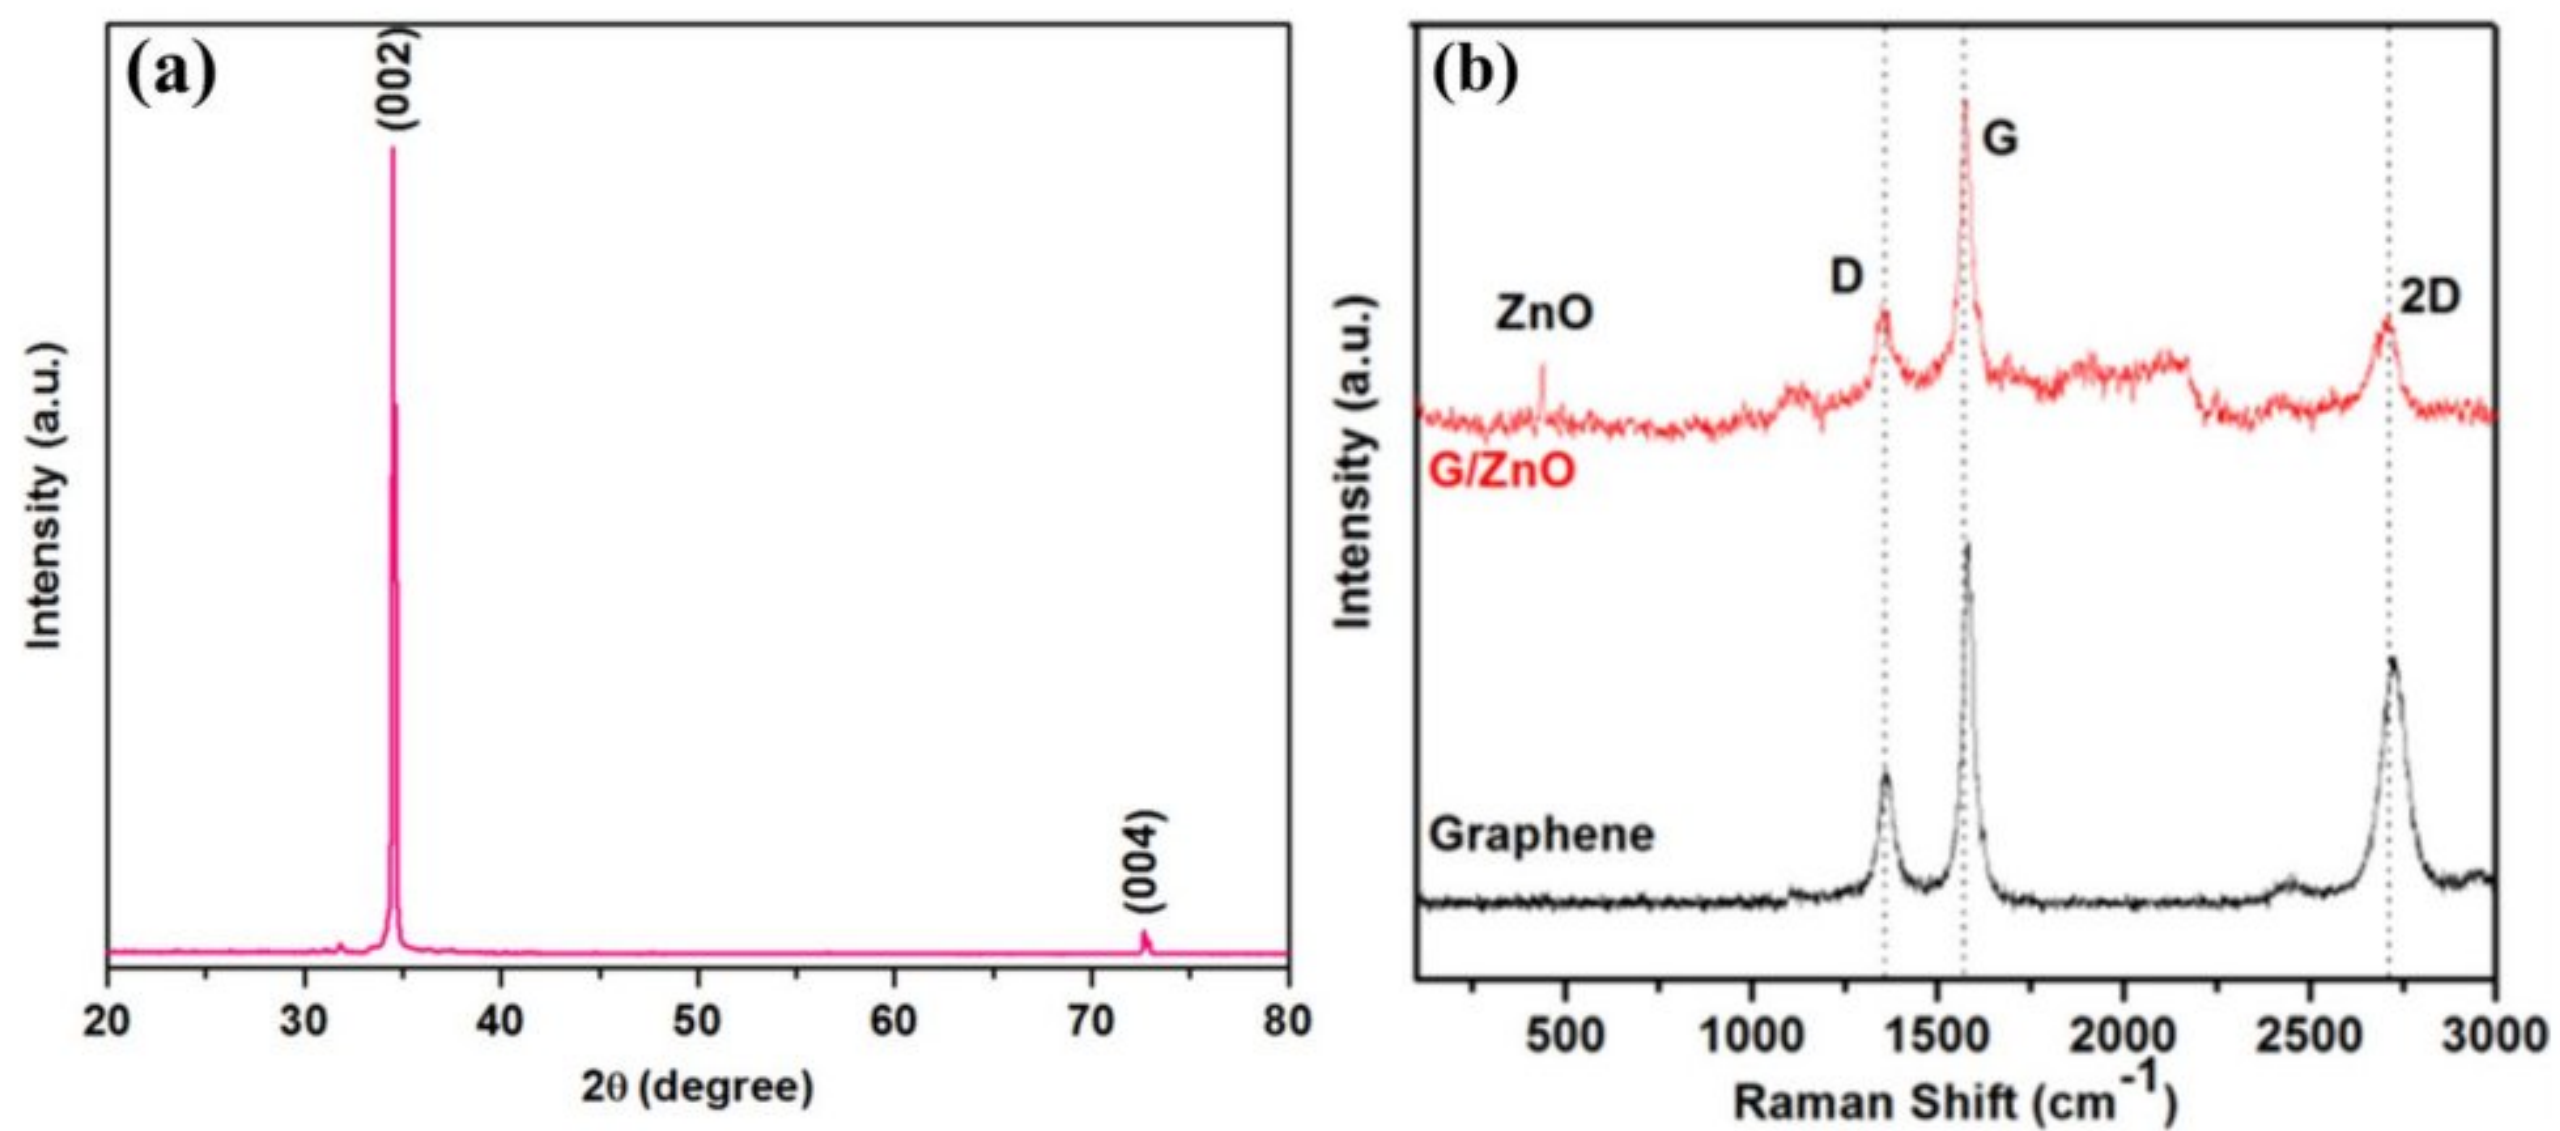 (a)
(002)
(004)
Intensity (a.u.)
20 30 40 50 60 70 80
2θ (degree)
(b)
G
D
2D
ZnO
G/ZnO
Graphene
Intensity (a.u.)
500 1000 1500 2000 2500 3000
Raman Shift (cm-1)